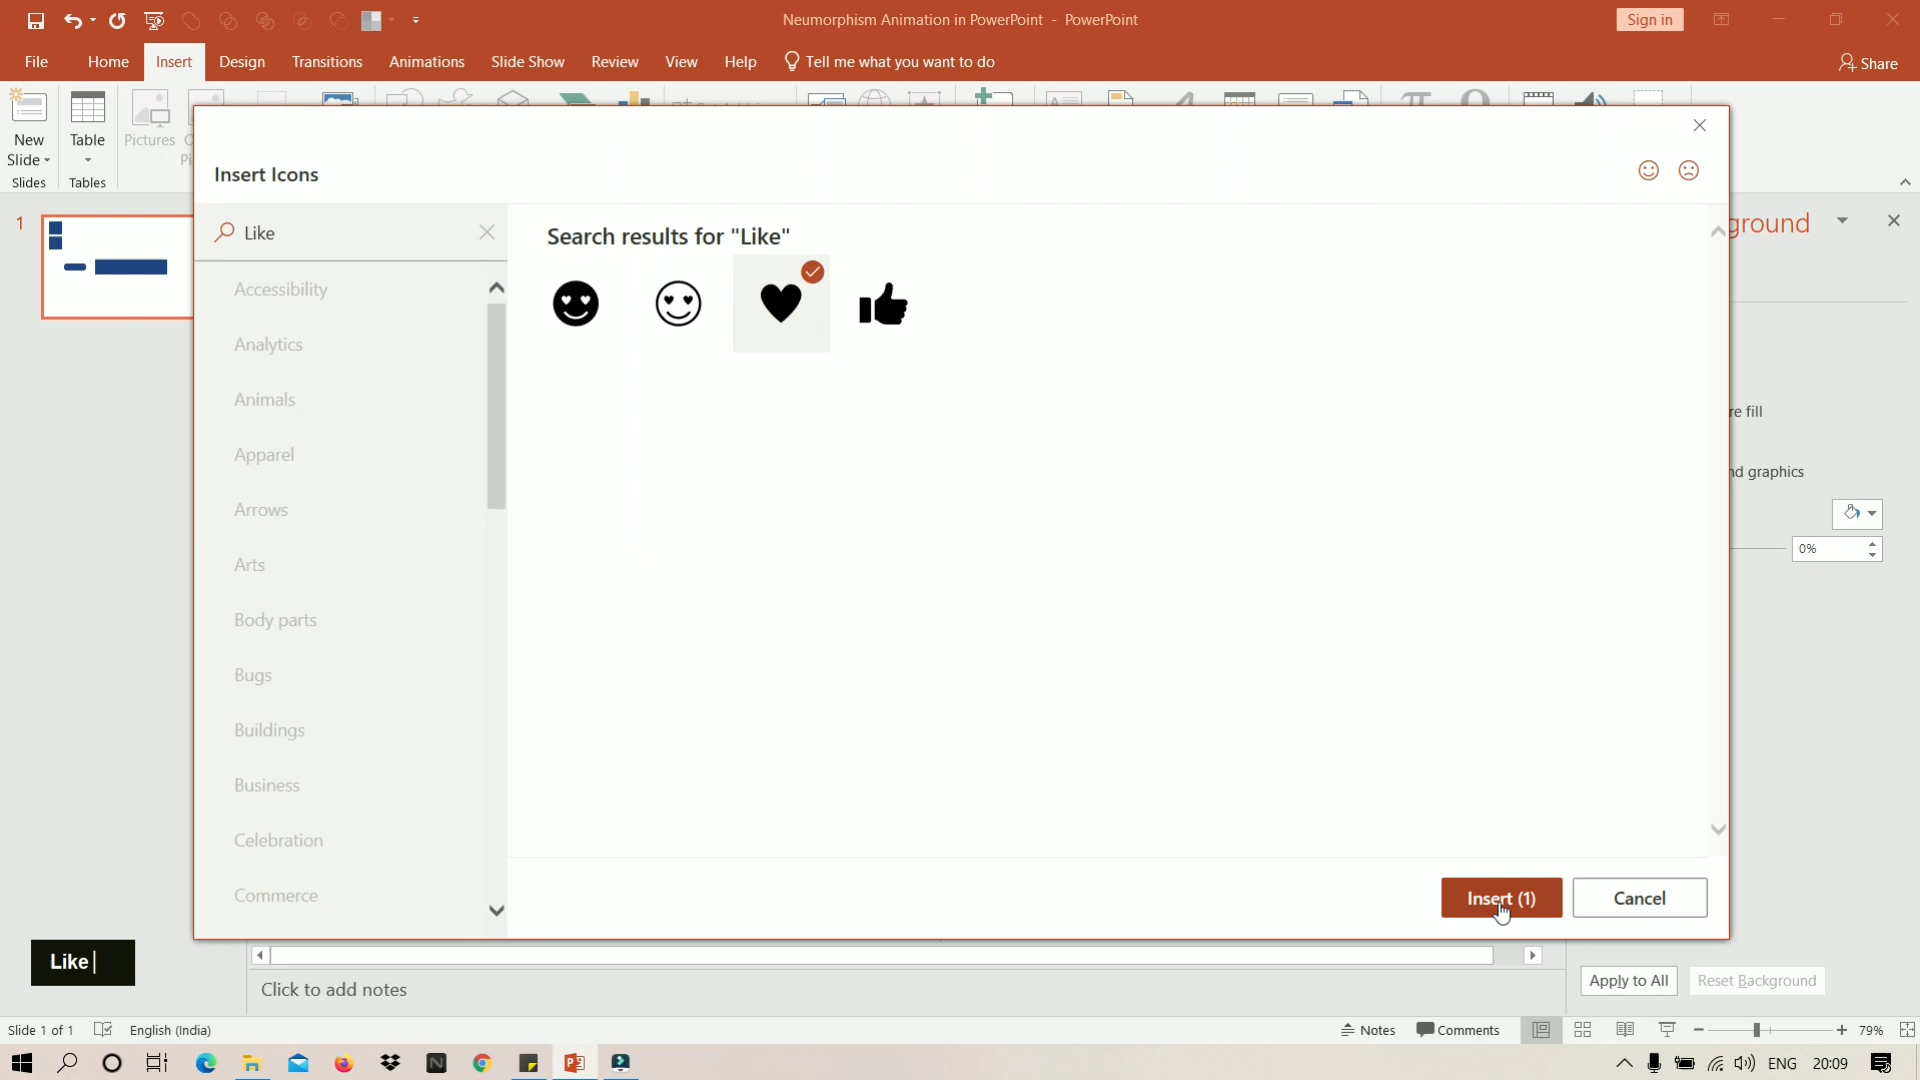 Neumorphism Animation in PowerPoint - PowerPoint
Sign in
File Home Insert Design Transitions Animations Slide Show Review View Help Tell me what you want to do
Share
New
Slide
Slides
Table
Tables
Pictures
Insert Icons
1
Like
Search results for "Like"
Accessibility
Analytics
Animals
Apparel
Arrows
Arts
Body parts
Bugs
Buildings
Business
Celebration
Commerce
Insert (1)
Cancel
ground
re fill
nd graphics
0%
Like
Click to add notes
Apply to All
Reset Background
Slide 1 of 1
English (India)
Notes
Comments
79%
ENG
20:09